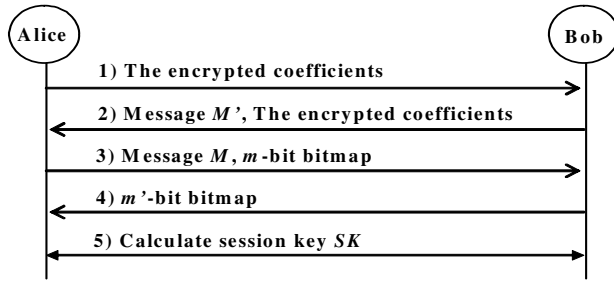 Alice
Bob
1) The encrypted coefficients
2) Message M', The encrypted coefficients
3) Message M, m-bit bitmap
4) m'-bit bitmap
5) Calculate session key SK